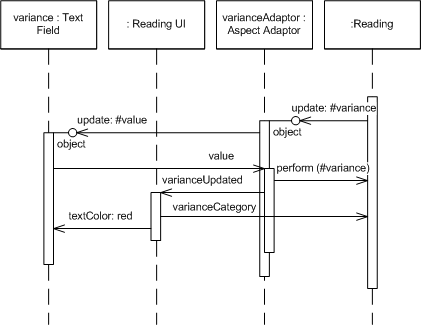 variance : Text
Field
: Reading UI
varianceAdaptor :
Aspect Adaptor
:Reading
update: #variance
object
update: #value
object
value
perform (#variance)
varianceUpdated
varianceCategory
textColor: red